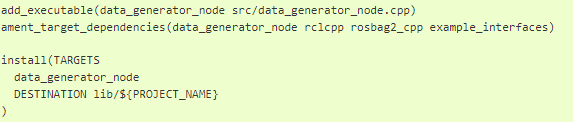 add_executable(data_generator_node src/data_generator_node.cpp)
ament_target_dependencies(data_generator_node rclcpp rosbag2_cpp example_interfaces)
install(TARGETS
data_generator_node
DESTINATION lib/${PROJECT_NAME}
)